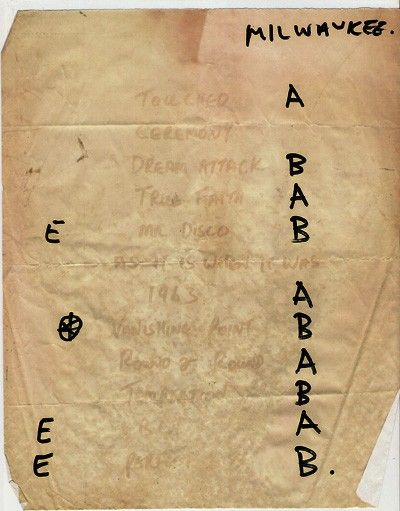 MILWAUKEE.
TOUCHED A
CEREMONY
DREAM ATTACK B
TRUE FAITH A
E MR DISCO B
AS IT IS WHEN IT WAS
1963 A
VANISHING POINT B
ROUND & ROUND A
TEMPTATION B
E A
E B.